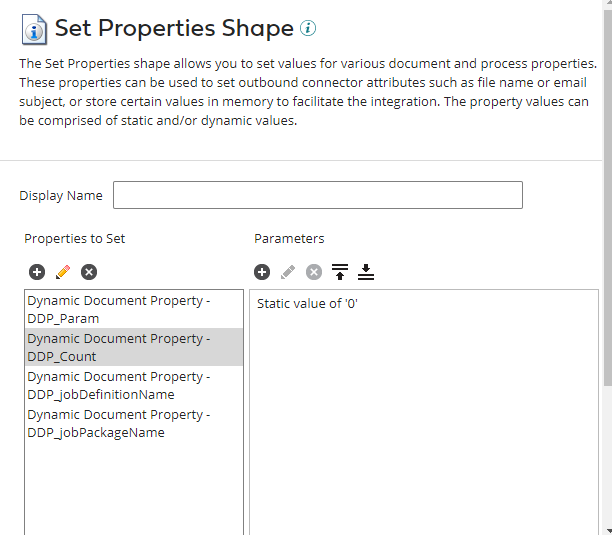 Set Properties Shape
The Set Properties shape allows you to set values for various document and process properties.
These properties can be used to set outbound connector attributes such as file name or email
subject, or store certain values in memory to facilitate the integration. The property values can
be comprised of static and/or dynamic values.
Display Name
Properties to Set
Parameters
Dynamic Document Property -
DDP_Param
Dynamic Document Property -
DDP_Count
Dynamic Document Property -
DDP_jobDefinitionName
Dynamic Document Property -
DDP_jobPackageName
Static value of '0'